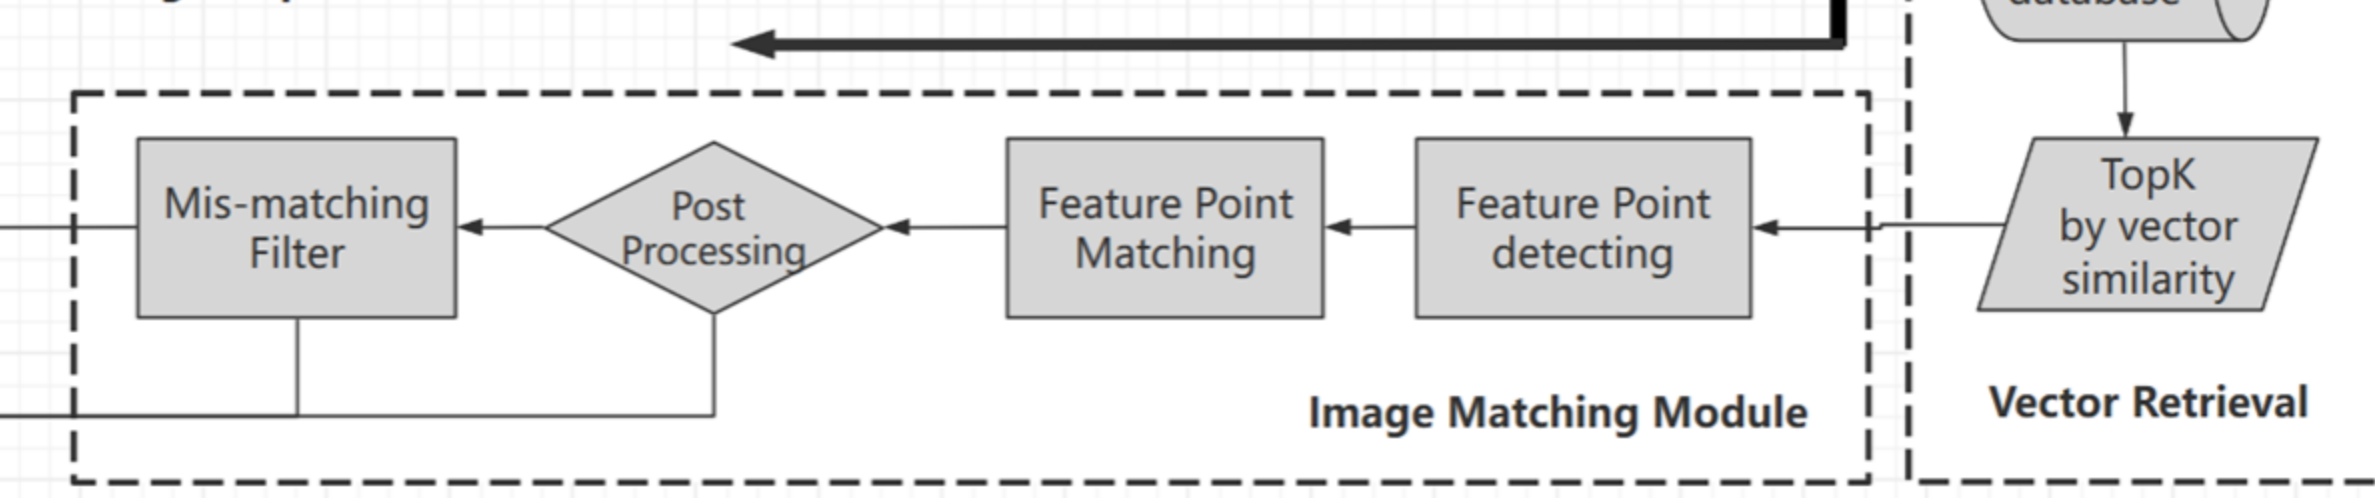 database
Mis-matching
Filter
Post
Processing
Feature Point
Matching
Feature Point
detecting
TopK
by vector
similarity
Image Matching Module
Vector Retrieval